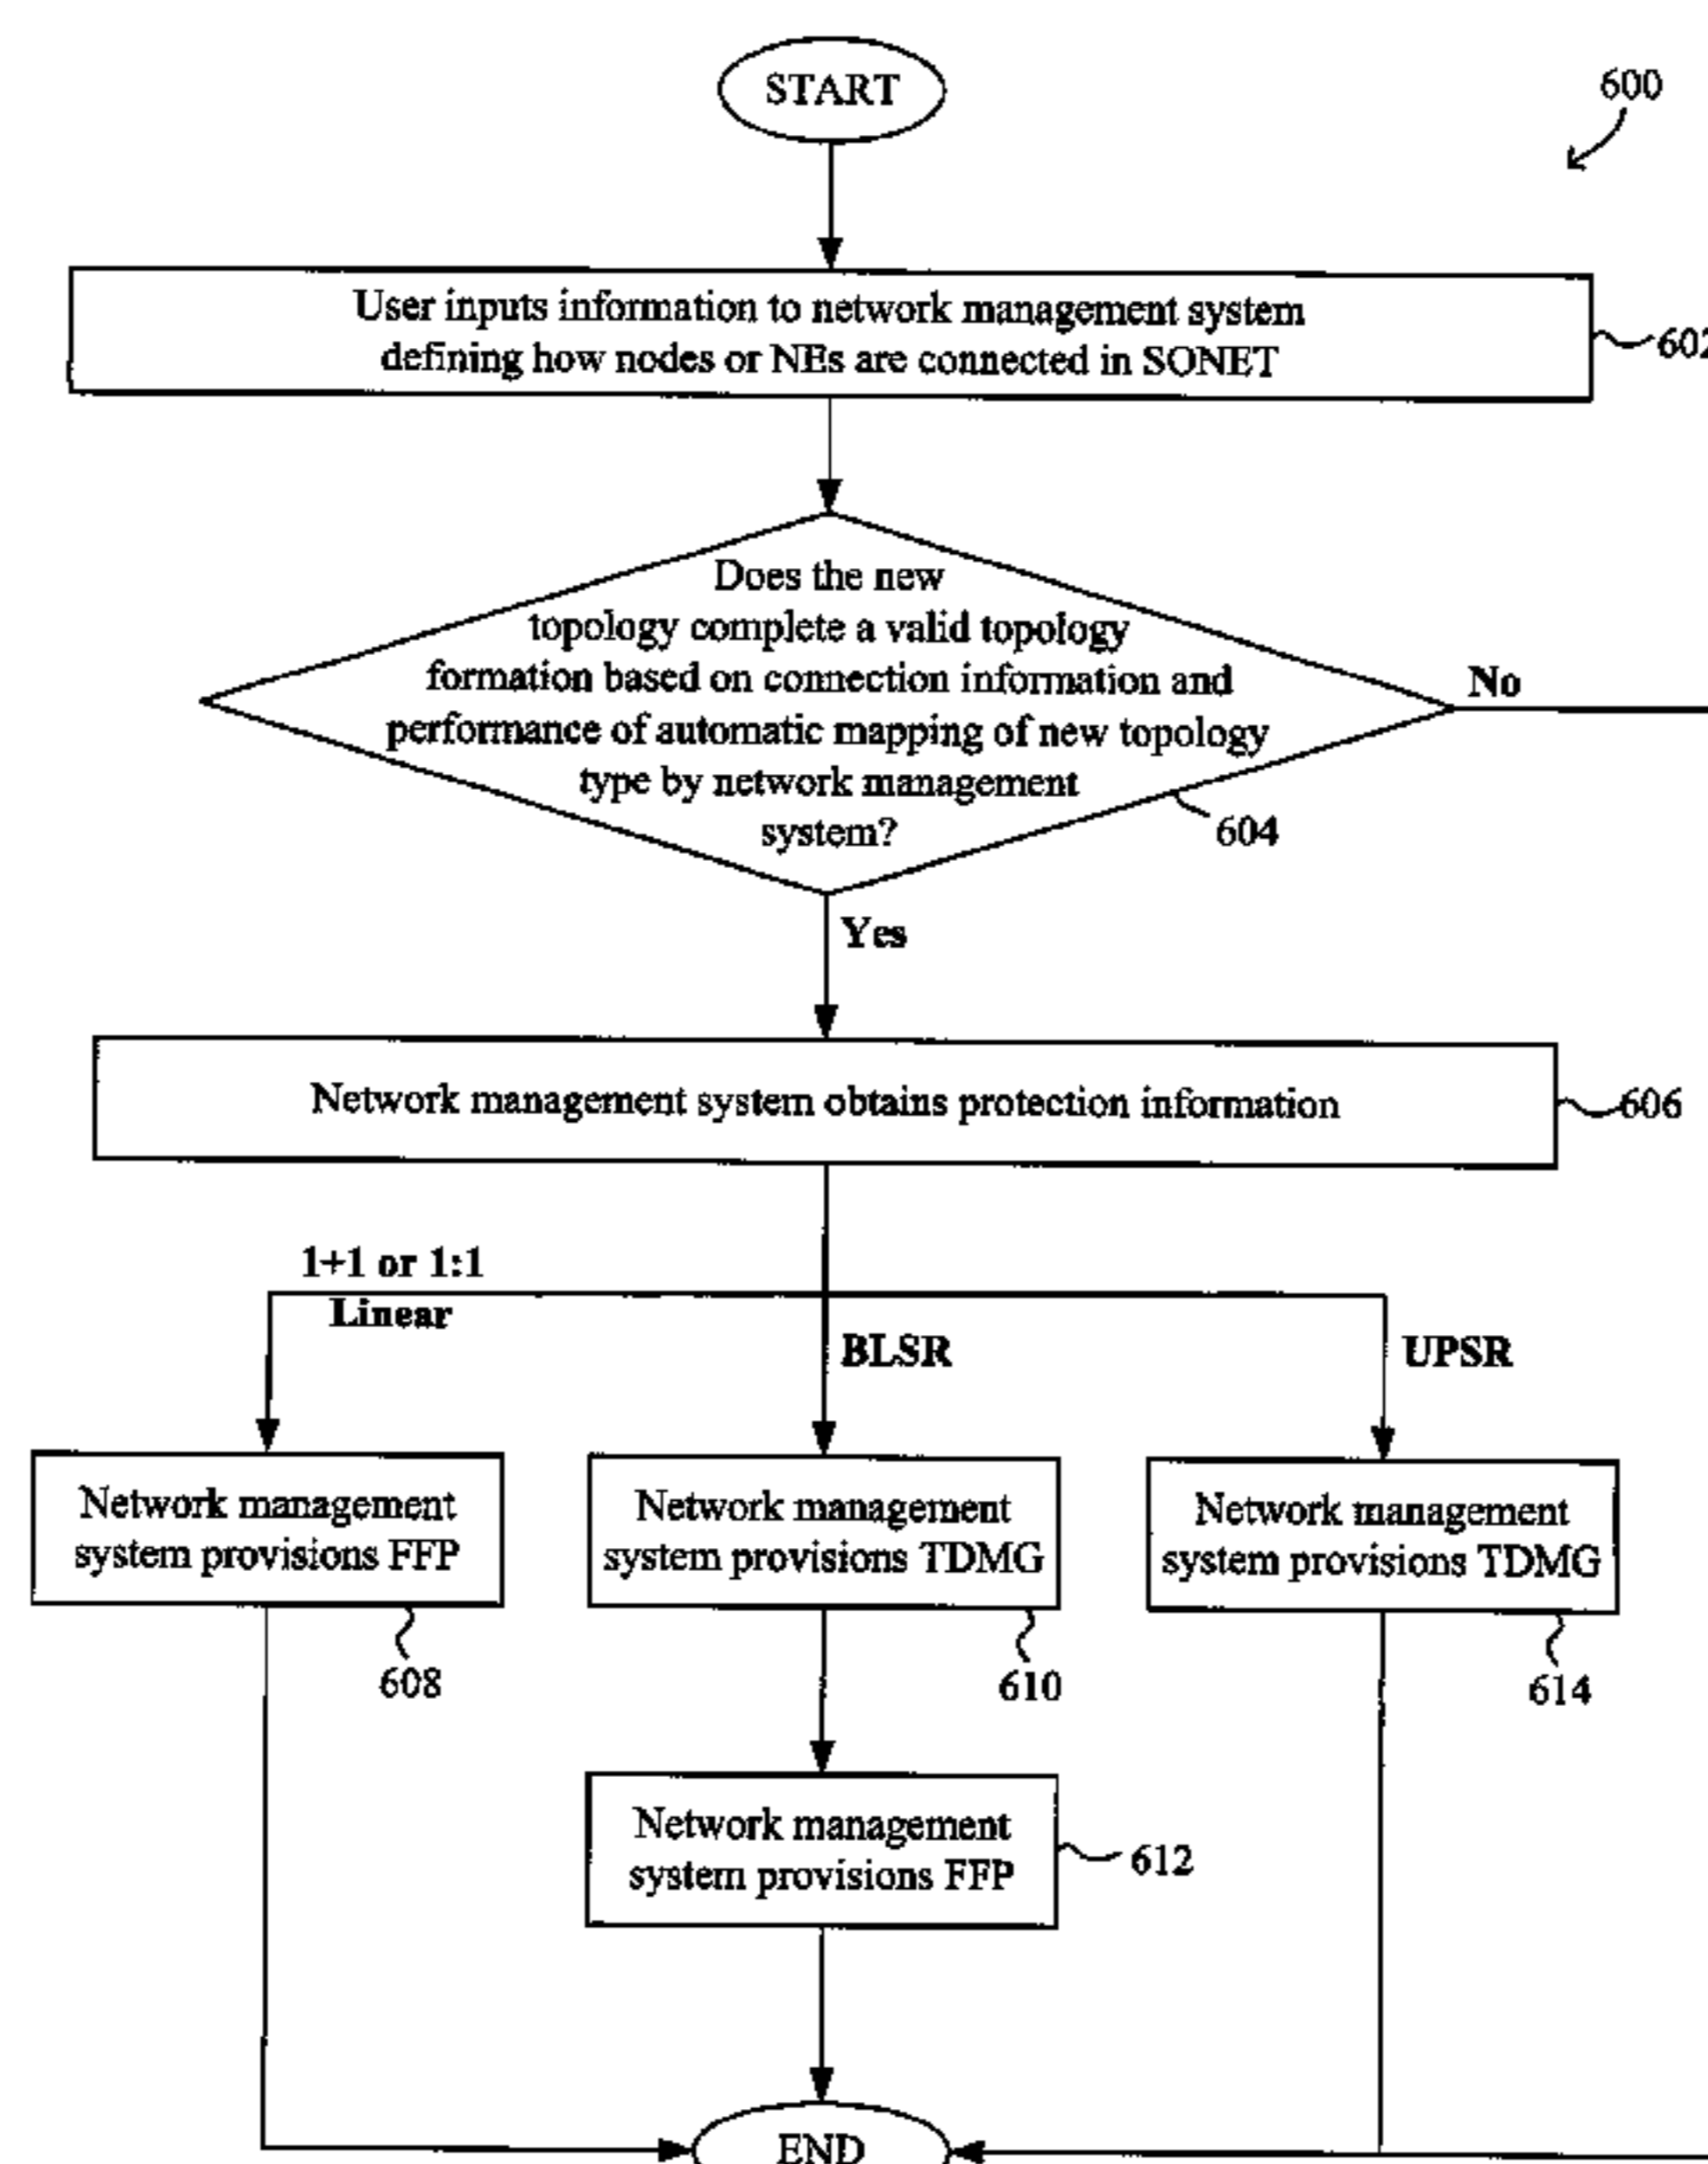 START
600
User inputs information to network management system
defining how nodes or NEs are connected in SONET
602
Does the new
topology complete a valid topology
formation based on connection information and
performance of automatic mapping of new topology
type by network management
system?
No
604
Yes
Network management system obtains protection information
606
1+1 or 1:1
Linear
BLSR
UPSR
Network management
system provisions FFP
608
Network management
system provisions TDMG
610
Network management
system provisions TDMG
614
Network management
system provisions FFP
612
END